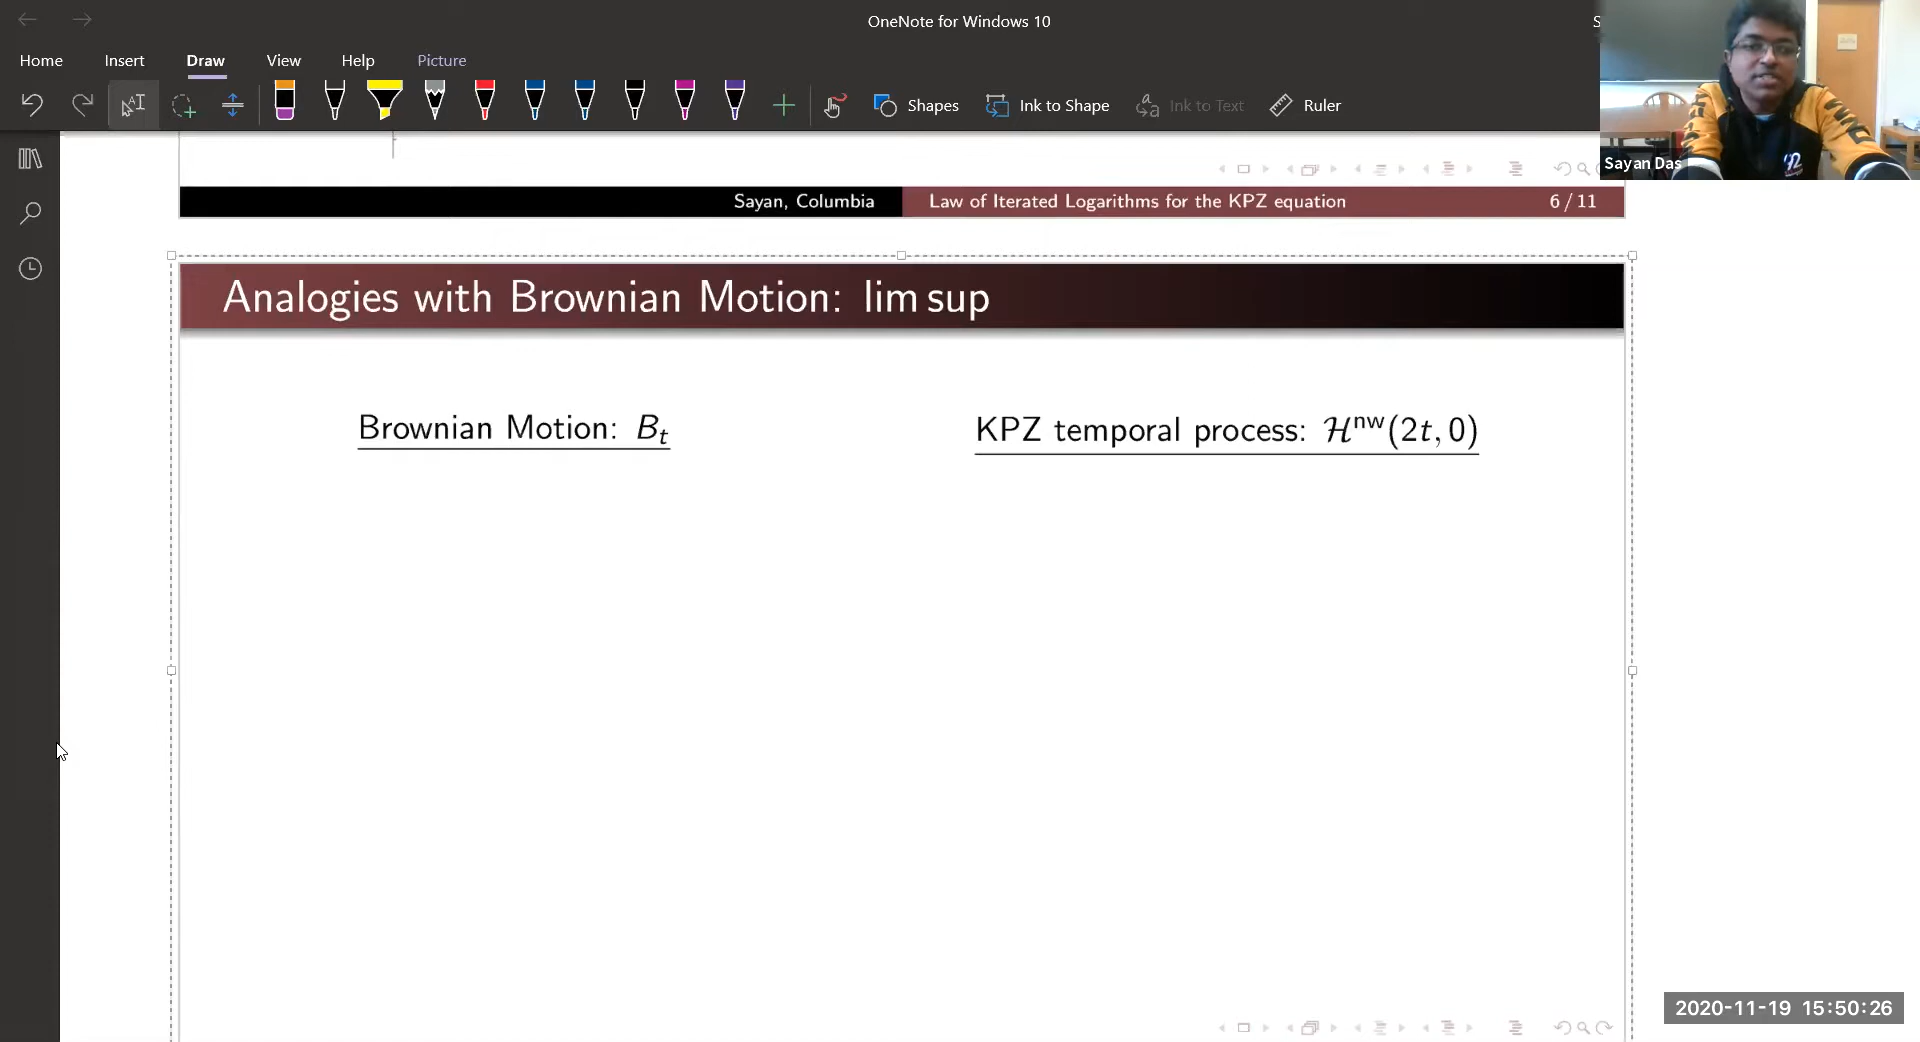 OneNote for Windows 10
S
Home Insert Draw View Help Picture
Shapes Ink to Shape Ink to Text Ruler
Sayan Das
Sayan, Columbia Law of Iterated Logarithms for the KPZ equation 6 / 11
Analogies with Brownian Motion: lim sup
Brownian Motion: B_t
KPZ temporal process: ℋ^nw(2t, 0)
2020-11-19 15:50:26